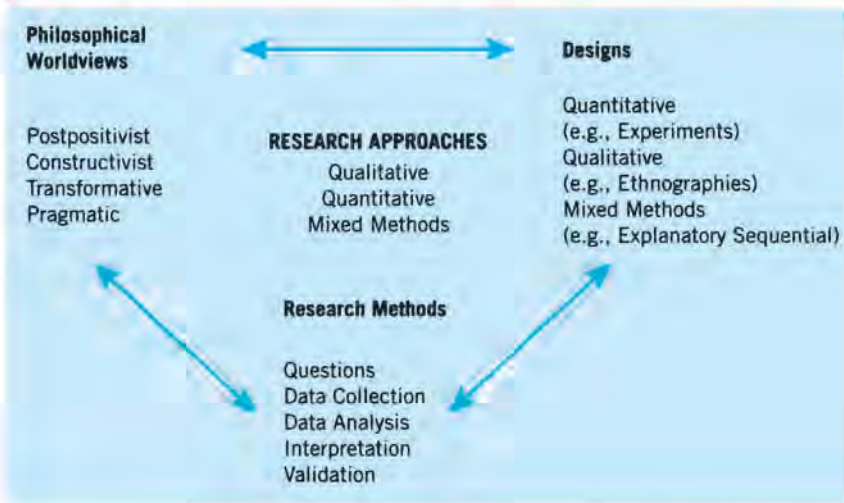 Philosophical
Worldviews
Postpositivist
Constructivist
Transformative
Pragmatic
RESEARCH APPROACHES
Qualitative
Quantitative
Mixed Methods
Designs
Quantitative
(e.g., Experiments)
Qualitative
(e.g., Ethnographies)
Mixed Methods
(e.g., Explanatory Sequential)
Research Methods
Questions
Data Collection
Data Analysis
Interpretation
Validation